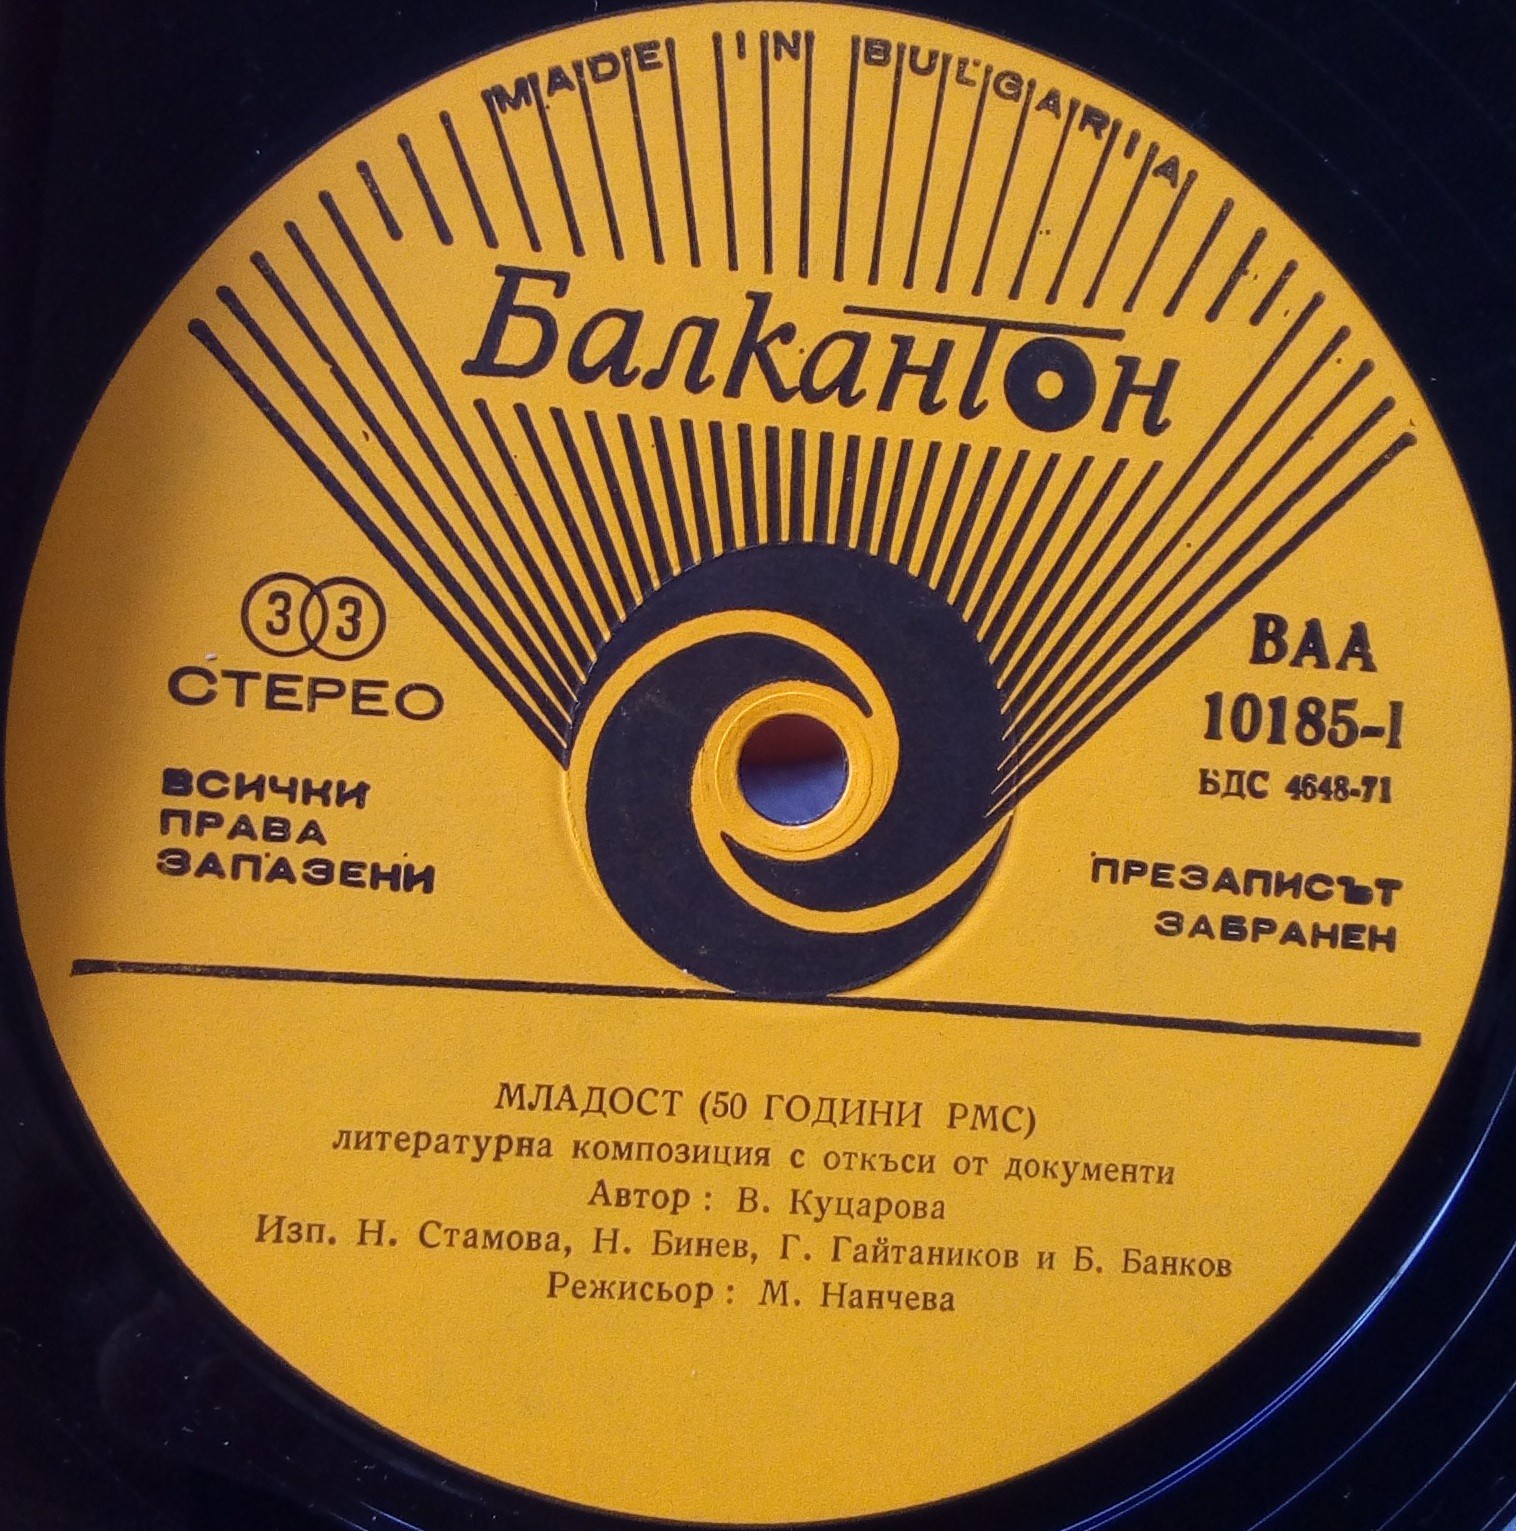 MADE IN BULGARIA
Балкантон
33
СТЕРЕО
ВСИЧКИ
ПРАВА
ЗАПАЗЕНИ
ВАА
10185-I
БДС 4648-71
ПРЕЗАПИСЪТ
ЗАБРАНЕН
МЛАДОСТ (50 ГОДИНИ РМС)
литературна композиция с откъси от документи
Автор : В. Куцарова
Изп. Н. Стамова, Н. Бинев, Г. Гайтаников и Б. Банков
Режисьор : М. Нанчева